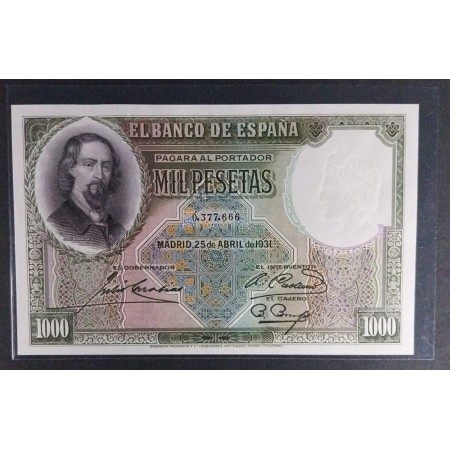 EL BANCO DE ESPAÑA
PAGARÁ AL PORTADOR
MIL PESETAS
0,377,666
MADRID, 25 de ABRIL de 1931.
EL GOBERNADOR
EL INTERVENTOR
EL CAJERO
1000
1000